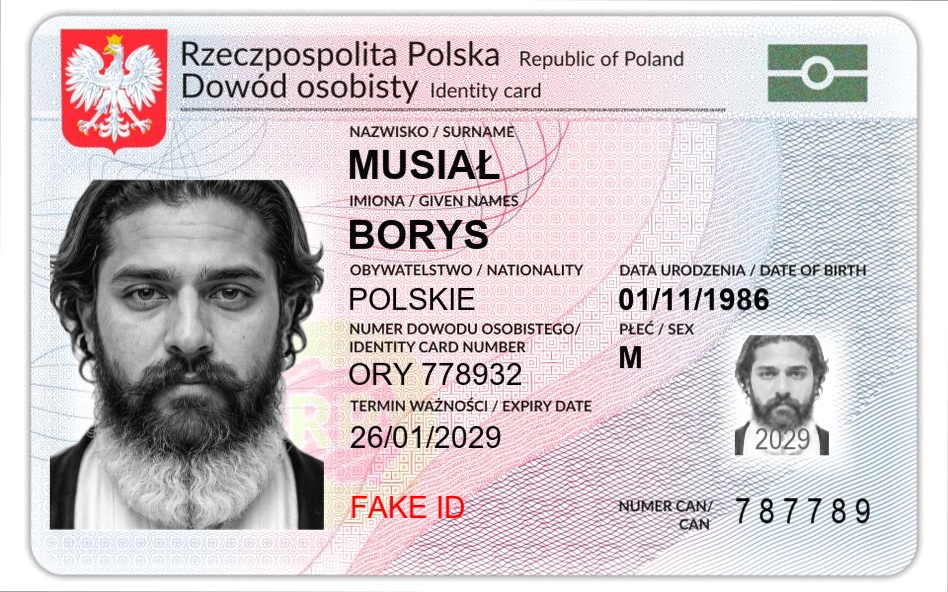 Rzeczpospolita Polska Republic of Poland
Dowód osobisty Identity card
NAZWISKO / SURNAME
MUSIAŁ
IMIONA / GIVEN NAMES
BORYS
OBYWATELSTWO / NATIONALITY
POLSKIE
DATA URODZENIA / DATE OF BIRTH
01/11/1986
NUMER DOWODU OSOBISTEGO/
IDENTITY CARD NUMBER
ORY 778932
PŁEĆ / SEX
M
TERMIN WAŻNOŚCI / EXPIRY DATE
26/01/2029
2029
FAKE ID
NUMER CAN/
CAN
787789